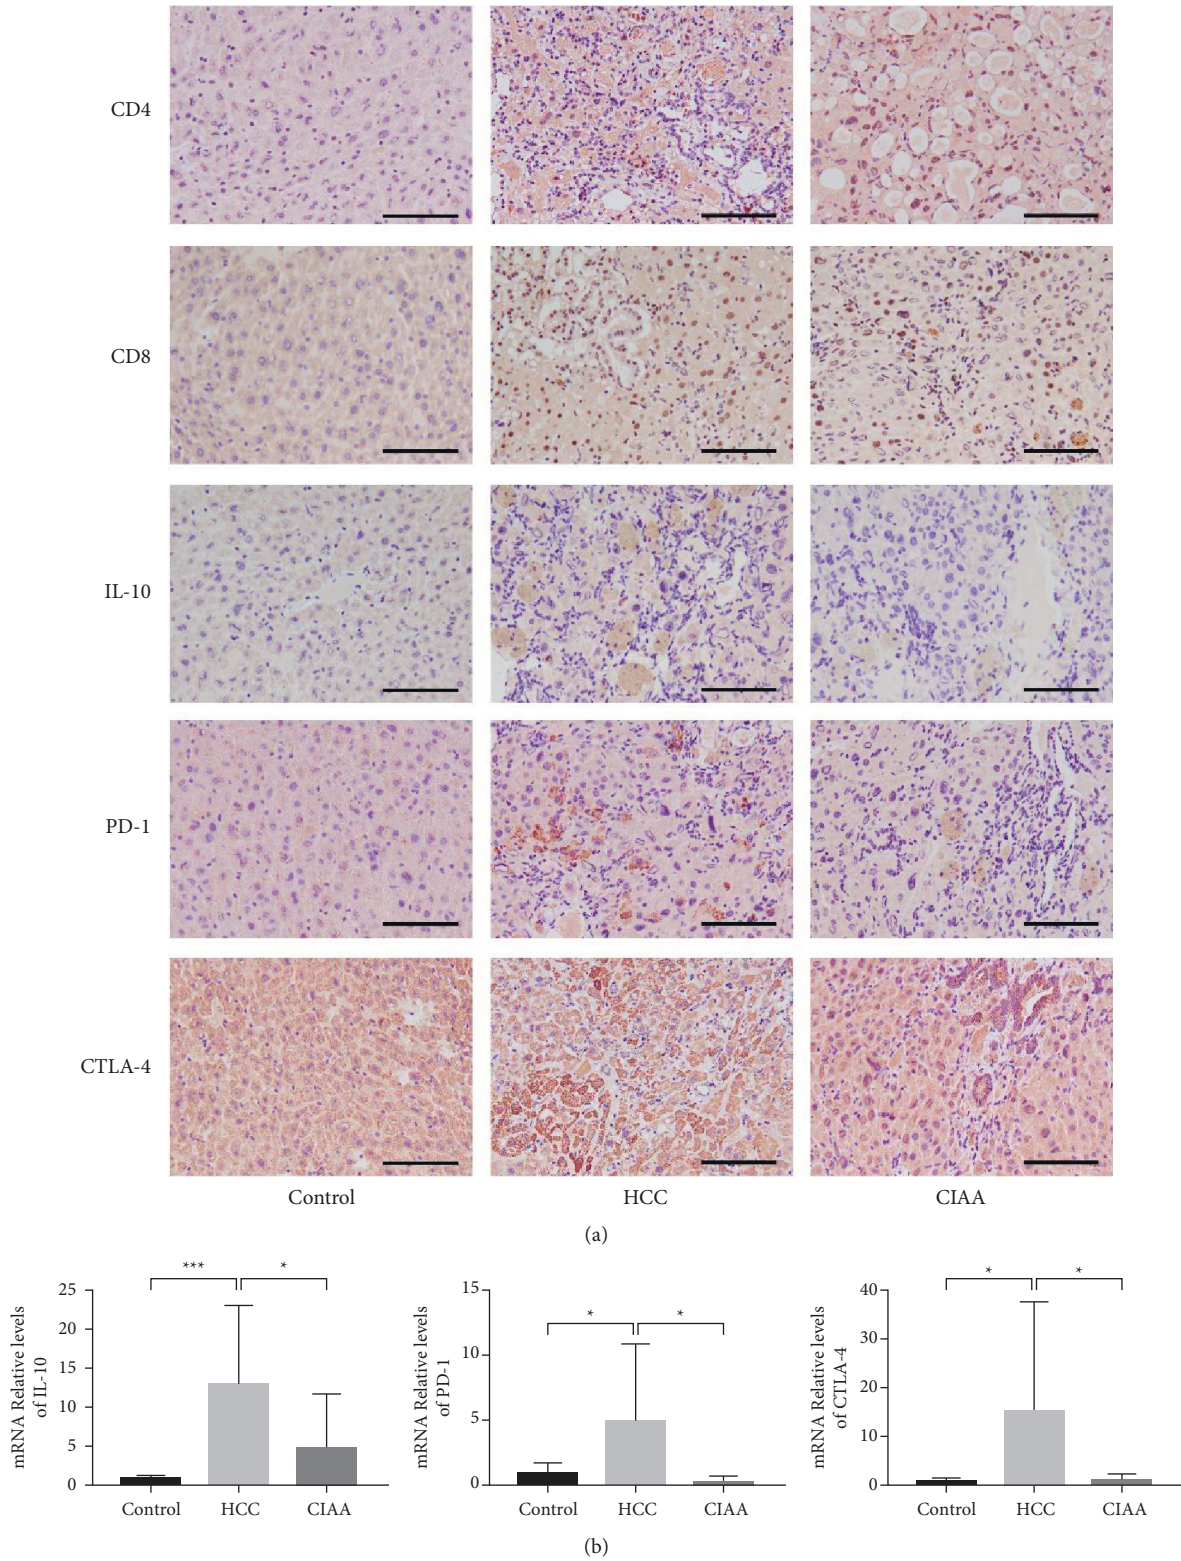 CD4
CD8
IL-10
PD-1
CTLA-4
Control HCC CIAA
(a)
*** *
mRNA Relative levels
of IL-10
25
20
15
10
5
0
Control HCC CIAA
* *
mRNA Relative levels
of PD-1
15
10
5
0
Control HCC CIAA
* *
mRNA Relative levels
of CTLA-4
40
30
20
10
0
Control HCC CIAA
(b)